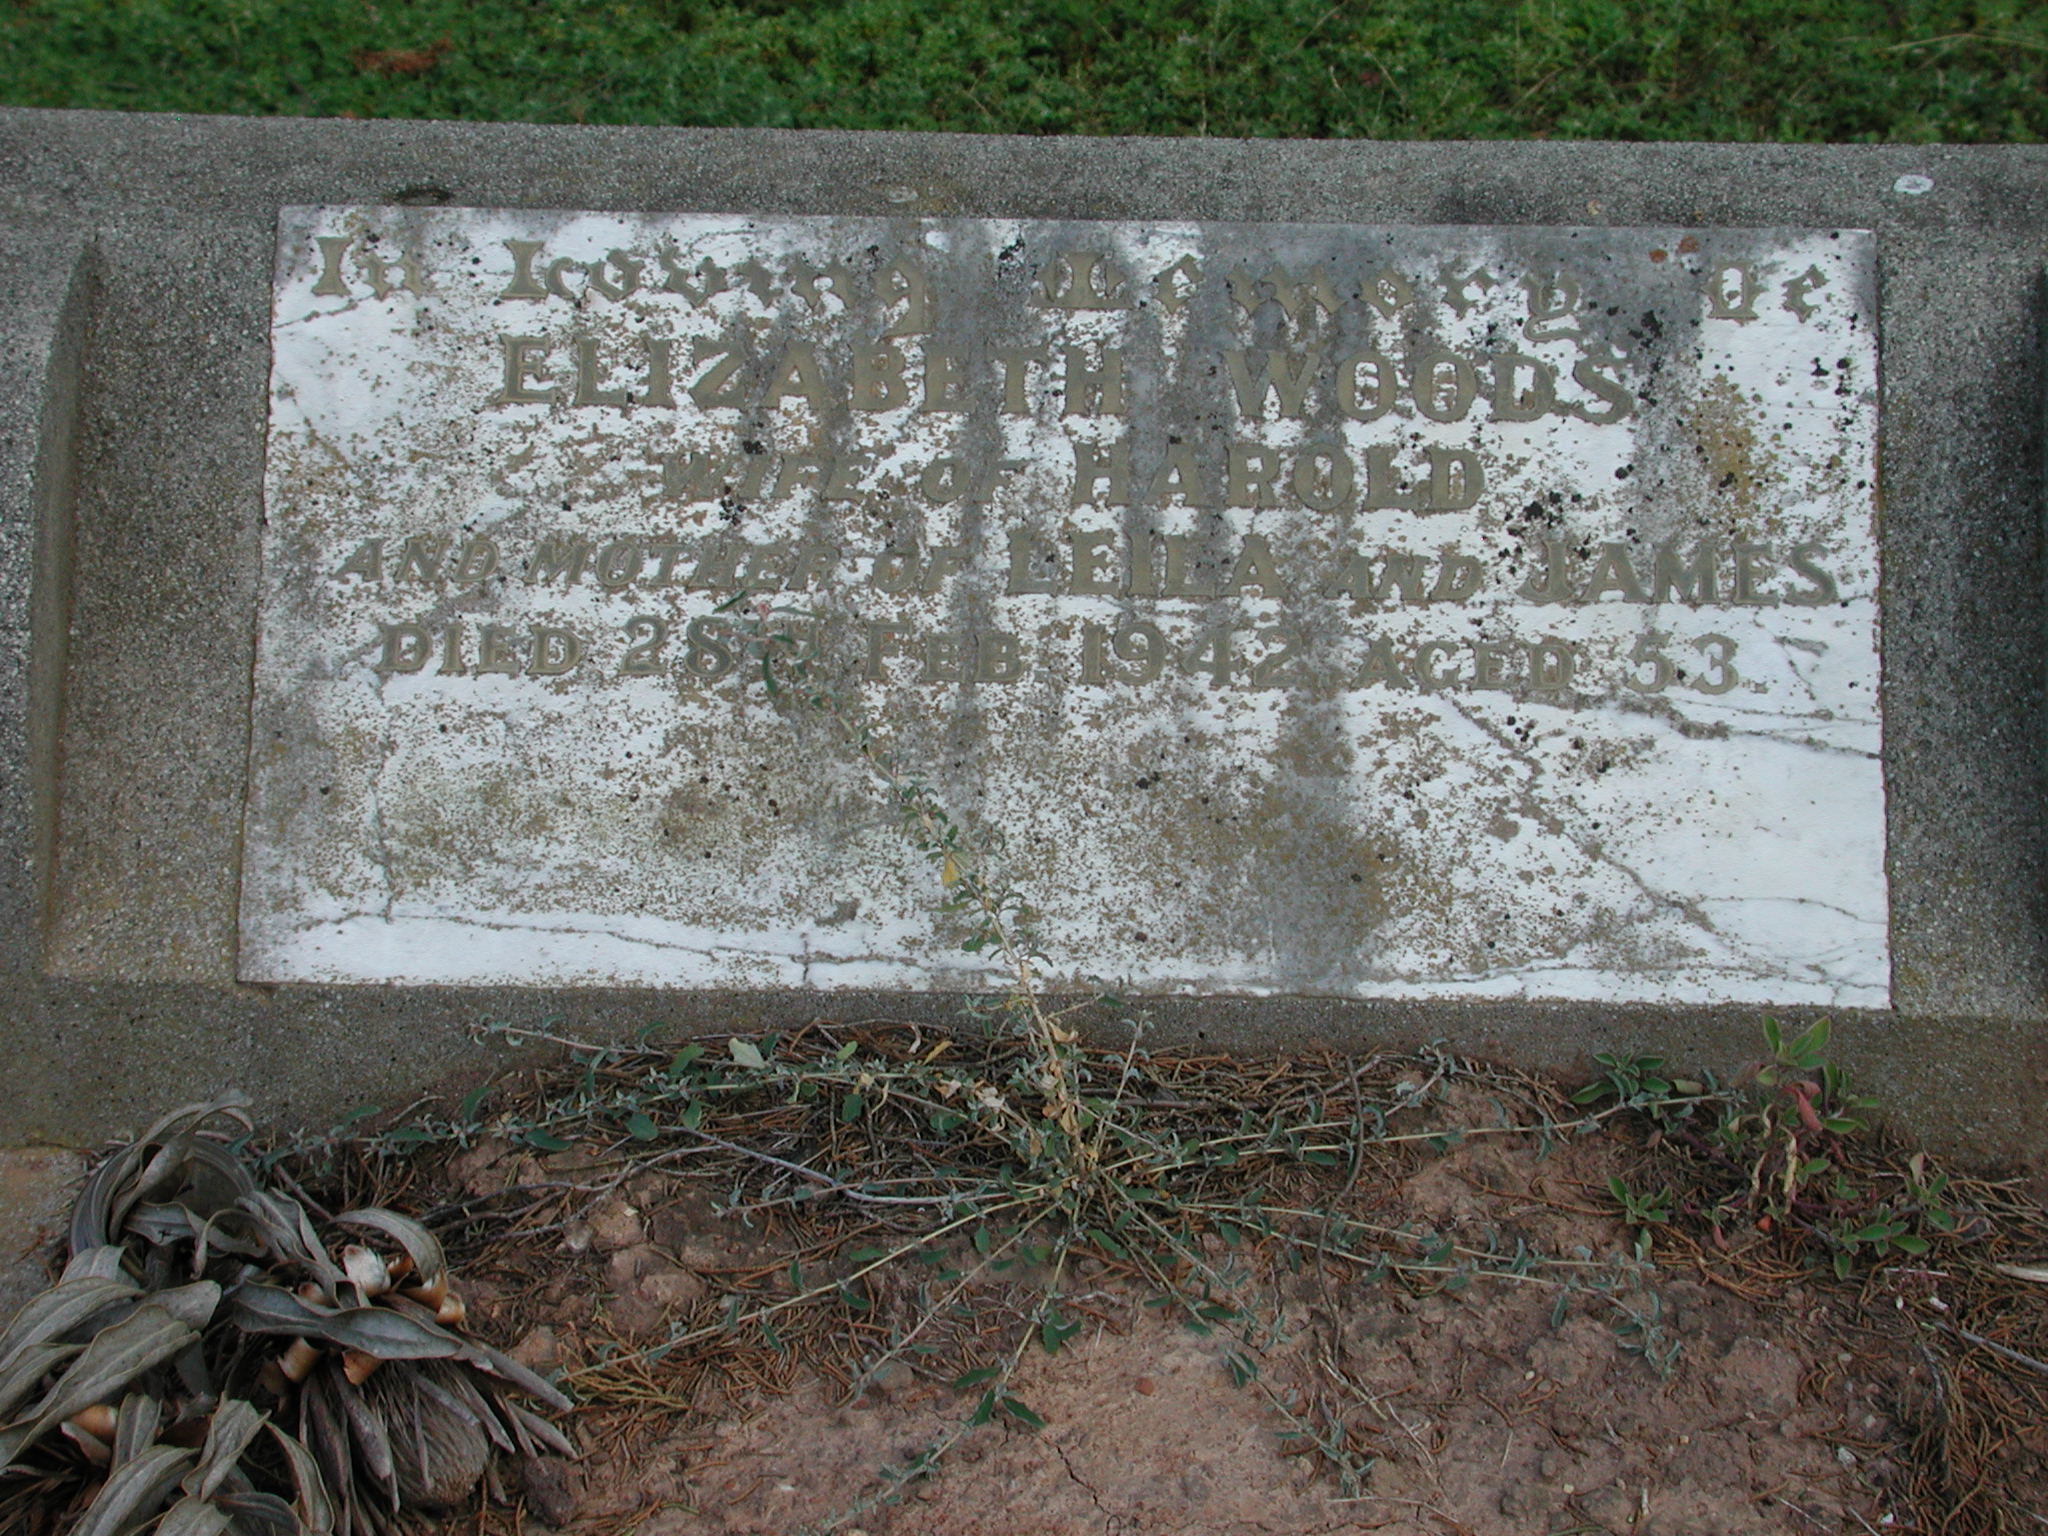 In Loving Memory of
ELIZABETH WOODS
WIFE OF HAROLD
AND MOTHER OF LEILA AND JAMES
DIED 28TH FEB. 1942 AGED 53.